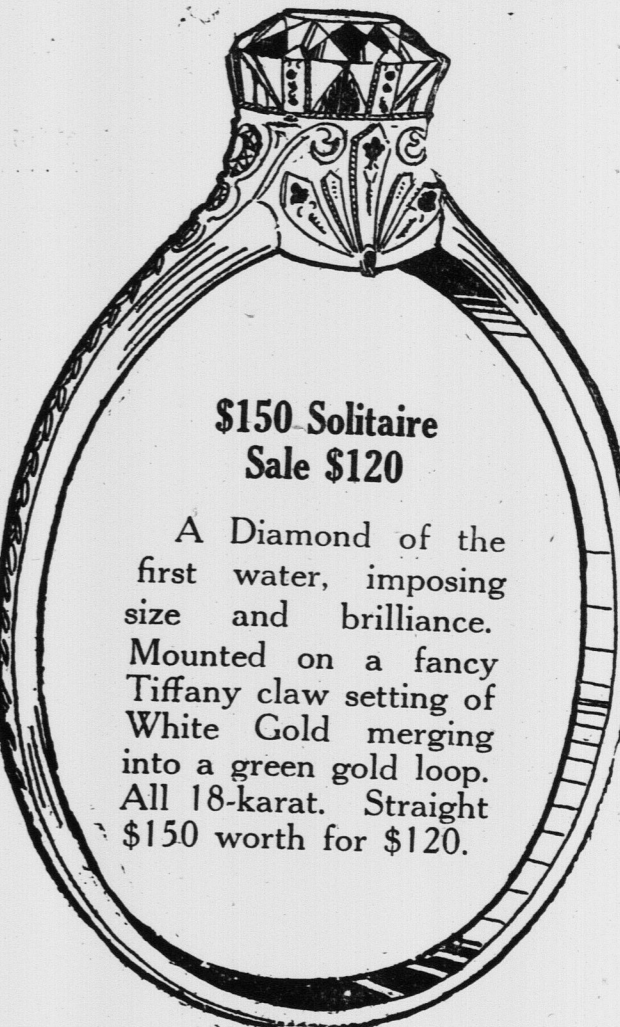 $150 Solitaire
Sale $120
A Diamond of the
first water, imposing
size and brilliance.
Mounted on a fancy
Tiffany claw setting of
White Gold merging
into a green gold loop.
All 18-karat. Straight
$150 worth for $120.